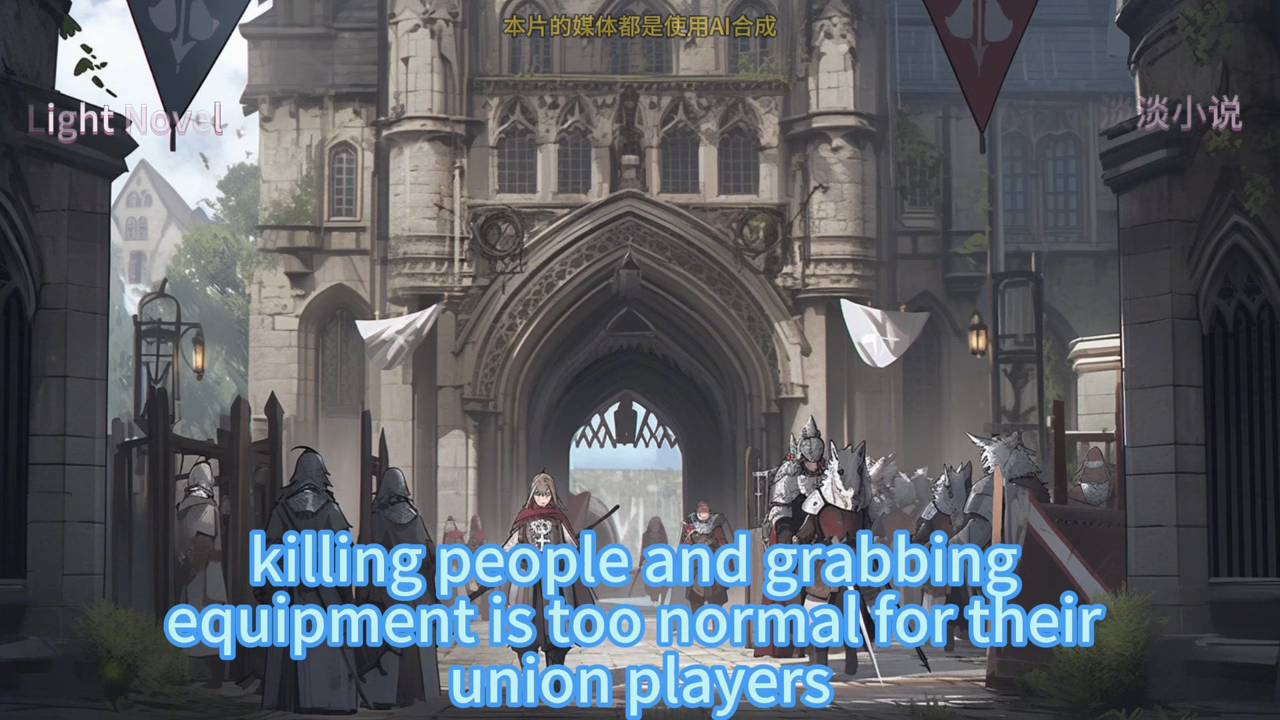 本片的媒体都是使用AI合成
Light Novel
淡淡小说
killing people and grabbing
equipment is too normal for their
union players